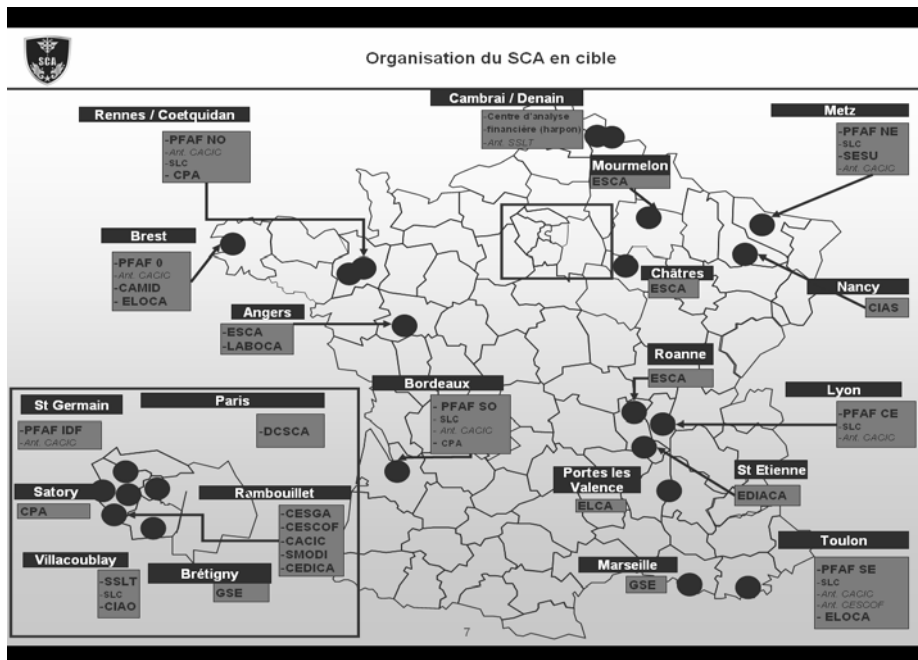 SCA
Organisation du SCA en cible
Rennes / Coetquidan
-PFAF NO
-Ant. CACIC
-SLC
- CPA
Cambrai / Denain
-Centre d'analyse
-financière (harpon)
-Ant. SSLT
Metz
-PFAF NE
-SLC
-SESU
-Ant. CACIC
Mourmelon
ESCA
Brest
-PFAF 0
-Ant. CACIC
-CAMID
- ELOCA
Châtres
ESCA
Nancy
CIAS
Angers
-ESCA
-LABOCA
Roanne
ESCA
Bordeaux
- PFAF SO
- SLC
- Ant. CACIC
- CPA
Lyon
-PFAF CE
-SLC
-Ant. CACIC
St Germain
-PFAF IDF
-Ant. CACIC
Paris
-DCSCA
Satory
CPA
Rambouillet
-CESGA
-CESCOF
-CACIC
-SMODI
-CEDICA
Portes les
Valence
ELCA
St Etienne
EDIACA
Villacoublay
-SSLT
-SLC
-CIAO
Brétigny
GSE
Marseille
GSE
Toulon
-PFAF SE
-SLC
-Ant. CACIC
-Ant. CESCOF
- ELOCA
7